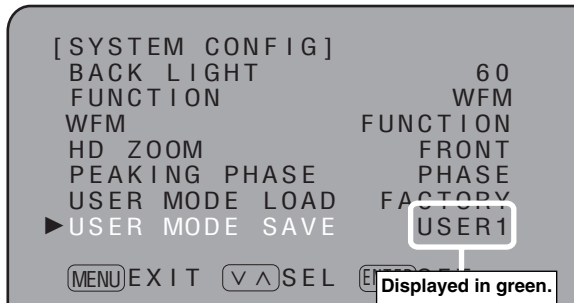 [SYSTEM CONFIG]
BACK LIGHT 60
FUNCTION WFM
WFM FUNCTION
HD ZOOM FRONT
PEAKING PHASE PHASE
USER MODE LOAD FACTORY
▶USER MODE SAVE USER1
MENU EXIT ∨∧ SEL
Displayed in green.